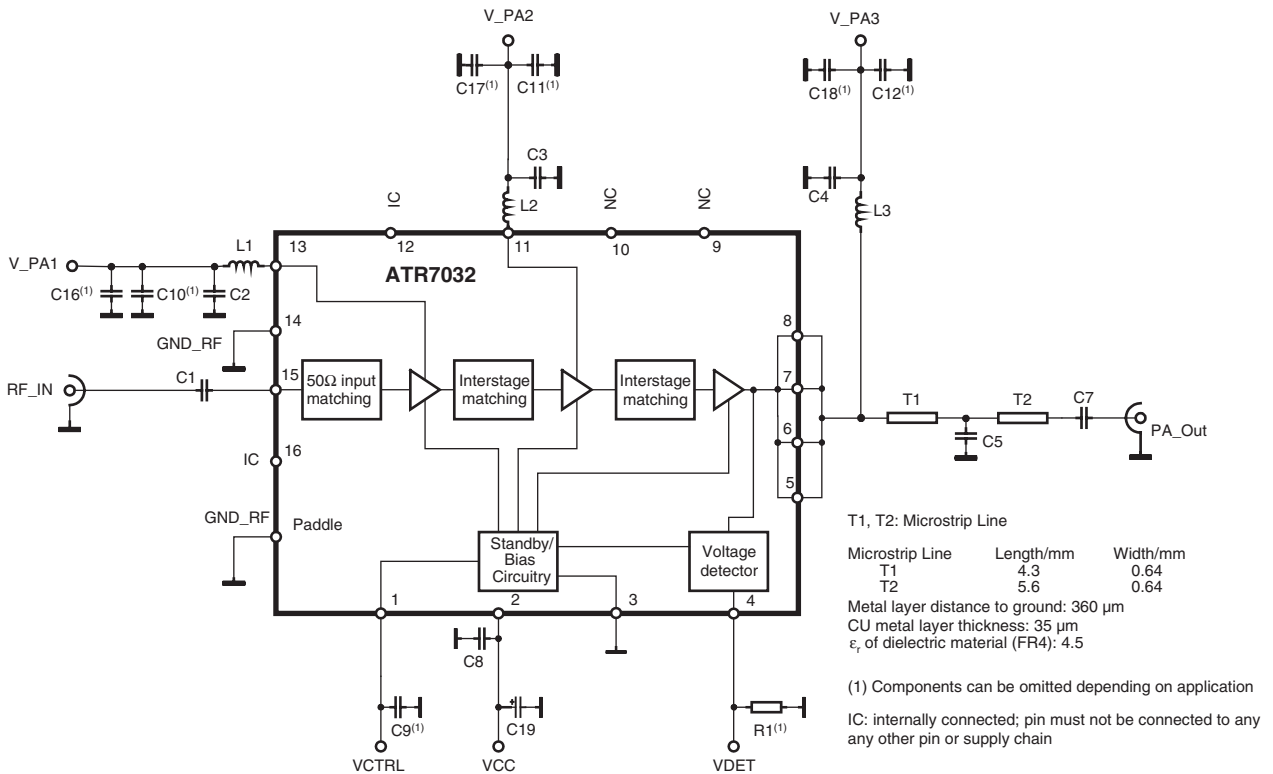 V_PA2
V_PA3
C17(1)
C11(1)
C18(1)
C12(1)
C3
C4
L2
L3
IC
NC
NC
12
11
10
9
L1
13
V_PA1
ATR7032
C16(1)
C10(1)
C2
14
GND_RF
8
RF_IN
C1
15
50Ω input
matching
Interstage
matching
Interstage
matching
7
T1
T2
C7
PA_Out
C5
6
IC
16
5
GND_RF
Paddle
Standby/
Bias
Circuitry
Voltage
detector
1
2
3
4
C8
C9(1)
C19
R1(1)
VCTRL
VCC
VDET
T1, T2: Microstrip Line
Microstrip Line Length/mm Width/mm
T1 4.3 0.64
T2 5.6 0.64
Metal layer distance to ground: 360 µm
CU metal layer thickness: 35 µm
εr of dielectric material (FR4): 4.5
(1) Components can be omitted depending on application
IC: internally connected; pin must not be connected to any
any other pin or supply chain